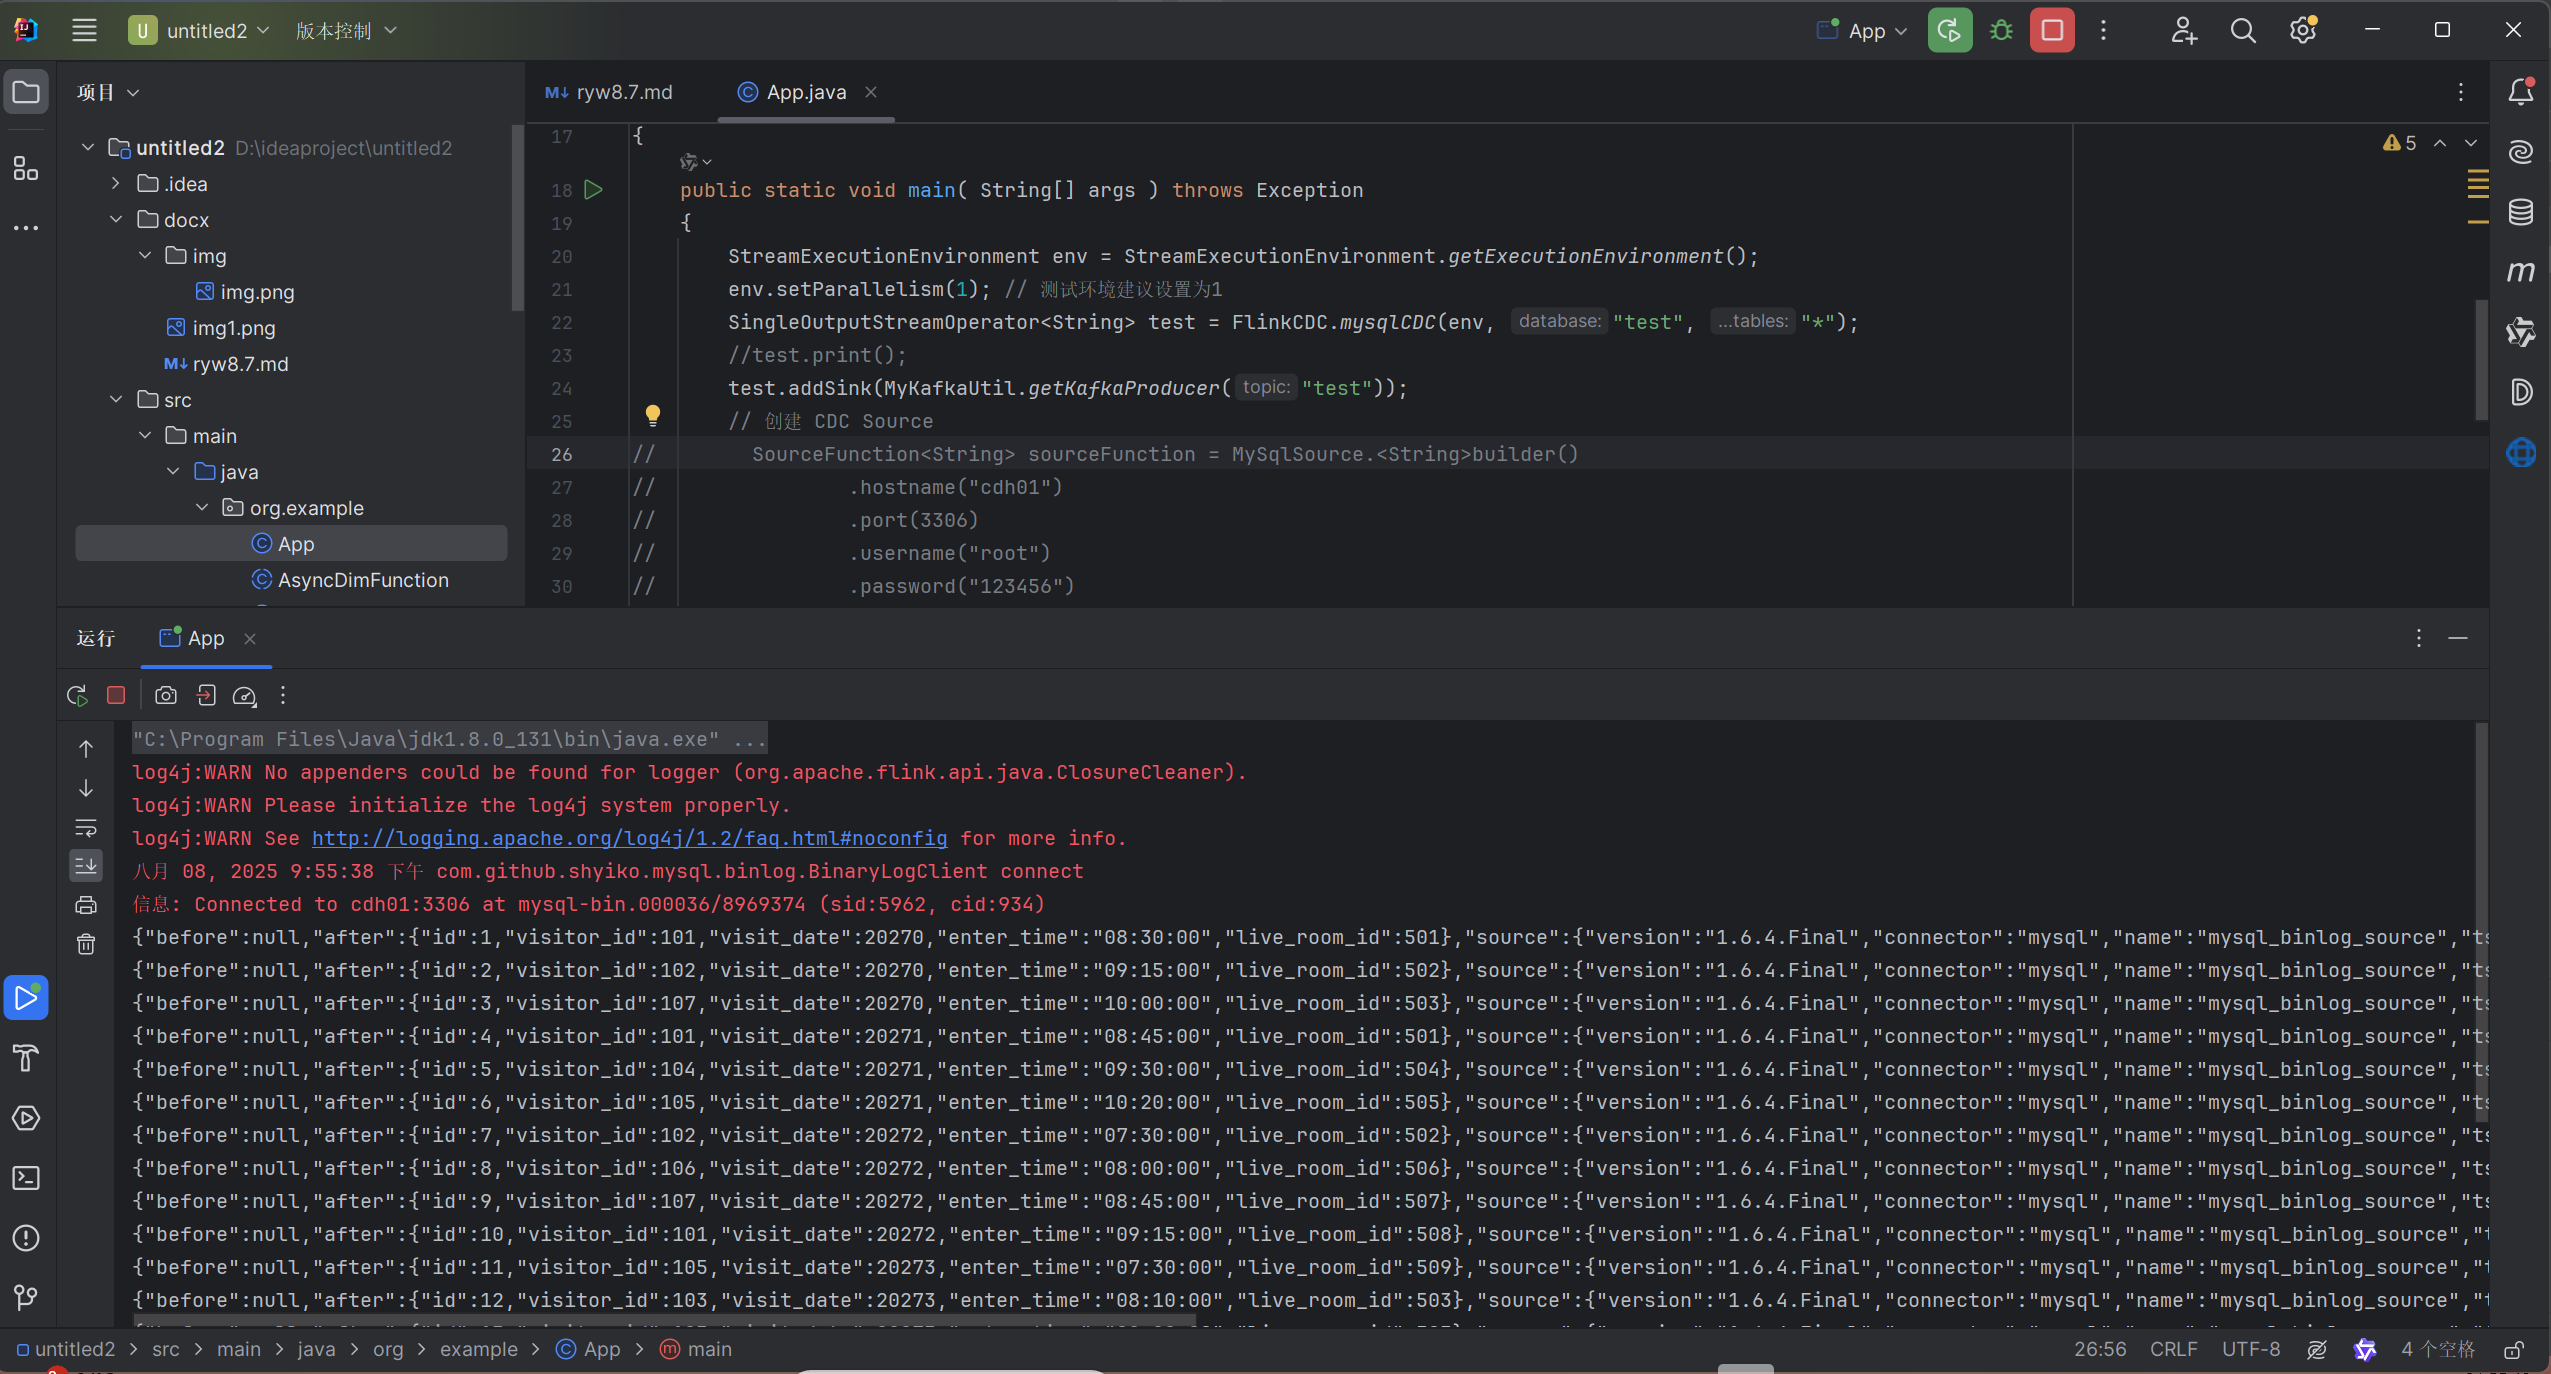 U untitled2 版本控制 App
项目
ryw8.7.md App.java
untitled2 D:\ideaproject\untitled2
.idea
docx
img
img.png
img1.png
ryw8.7.md
src
main
java
org.example
App
AsyncDimFunction
5
17 {
18 public static void main( String[] args ) throws Exception
19 {
20 StreamExecutionEnvironment env = StreamExecutionEnvironment.getExecutionEnvironment();
21 env.setParallelism(1); // 测试环境建议设置为1
22 SingleOutputStreamOperator<String> test = FlinkCDC.mysqlCDC(env, database: "test", ...tables: "*");
23 //test.print();
24 test.addSink(MyKafkaUtil.getKafkaProducer( topic: "test"));
25 // 创建 CDC Source
26 // SourceFunction<String> sourceFunction = MySqlSource.<String>builder()
27 // .hostname("cdh01")
28 // .port(3306)
29 // .username("root")
30 // .password("123456")
运行 App
"C:\Program Files\Java\jdk1.8.0_131\bin\java.exe" ...
log4j:WARN No appenders could be found for logger (org.apache.flink.api.java.ClosureCleaner).
log4j:WARN Please initialize the log4j system properly.
log4j:WARN See http://logging.apache.org/log4j/1.2/faq.html#noconfig for more info.
八月 08, 2025 9:55:38 下午 com.github.shyiko.mysql.binlog.BinaryLogClient connect
信息: Connected to cdh01:3306 at mysql-bin.000036/8969374 (sid:5962, cid:934)
{"before":null,"after":{"id":1,"visitor_id":101,"visit_date":20270,"enter_time":"08:30:00","live_room_id":501},"source":{"version":"1.6.4.Final","connector":"mysql","name":"mysql_binlog_source","ts
{"before":null,"after":{"id":2,"visitor_id":102,"visit_date":20270,"enter_time":"09:15:00","live_room_id":502},"source":{"version":"1.6.4.Final","connector":"mysql","name":"mysql_binlog_source","ts
{"before":null,"after":{"id":3,"visitor_id":107,"visit_date":20270,"enter_time":"10:00:00","live_room_id":503},"source":{"version":"1.6.4.Final","connector":"mysql","name":"mysql_binlog_source","ts
{"before":null,"after":{"id":4,"visitor_id":101,"visit_date":20271,"enter_time":"08:45:00","live_room_id":501},"source":{"version":"1.6.4.Final","connector":"mysql","name":"mysql_binlog_source","ts
{"before":null,"after":{"id":5,"visitor_id":104,"visit_date":20271,"enter_time":"09:30:00","live_room_id":504},"source":{"version":"1.6.4.Final","connector":"mysql","name":"mysql_binlog_source","ts
{"before":null,"after":{"id":6,"visitor_id":105,"visit_date":20271,"enter_time":"10:20:00","live_room_id":505},"source":{"version":"1.6.4.Final","connector":"mysql","name":"mysql_binlog_source","ts
{"before":null,"after":{"id":7,"visitor_id":102,"visit_date":20272,"enter_time":"07:30:00","live_room_id":502},"source":{"version":"1.6.4.Final","connector":"mysql","name":"mysql_binlog_source","ts
{"before":null,"after":{"id":8,"visitor_id":106,"visit_date":20272,"enter_time":"08:00:00","live_room_id":506},"source":{"version":"1.6.4.Final","connector":"mysql","name":"mysql_binlog_source","ts
{"before":null,"after":{"id":9,"visitor_id":107,"visit_date":20272,"enter_time":"08:45:00","live_room_id":507},"source":{"version":"1.6.4.Final","connector":"mysql","name":"mysql_binlog_source","ts
{"before":null,"after":{"id":10,"visitor_id":101,"visit_date":20272,"enter_time":"09:15:00","live_room_id":508},"source":{"version":"1.6.4.Final","connector":"mysql","name":"mysql_binlog_source","t
{"before":null,"after":{"id":11,"visitor_id":105,"visit_date":20273,"enter_time":"07:30:00","live_room_id":509},"source":{"version":"1.6.4.Final","connector":"mysql","name":"mysql_binlog_source","t
{"before":null,"after":{"id":12,"visitor_id":103,"visit_date":20273,"enter_time":"08:10:00","live_room_id":503},"source":{"version":"1.6.4.Final","connector":"mysql","name":"mysql_binlog_source","t
untitled2 > src > main > java > org > example > App > main 26:56 CRLF UTF-8 4 个空格